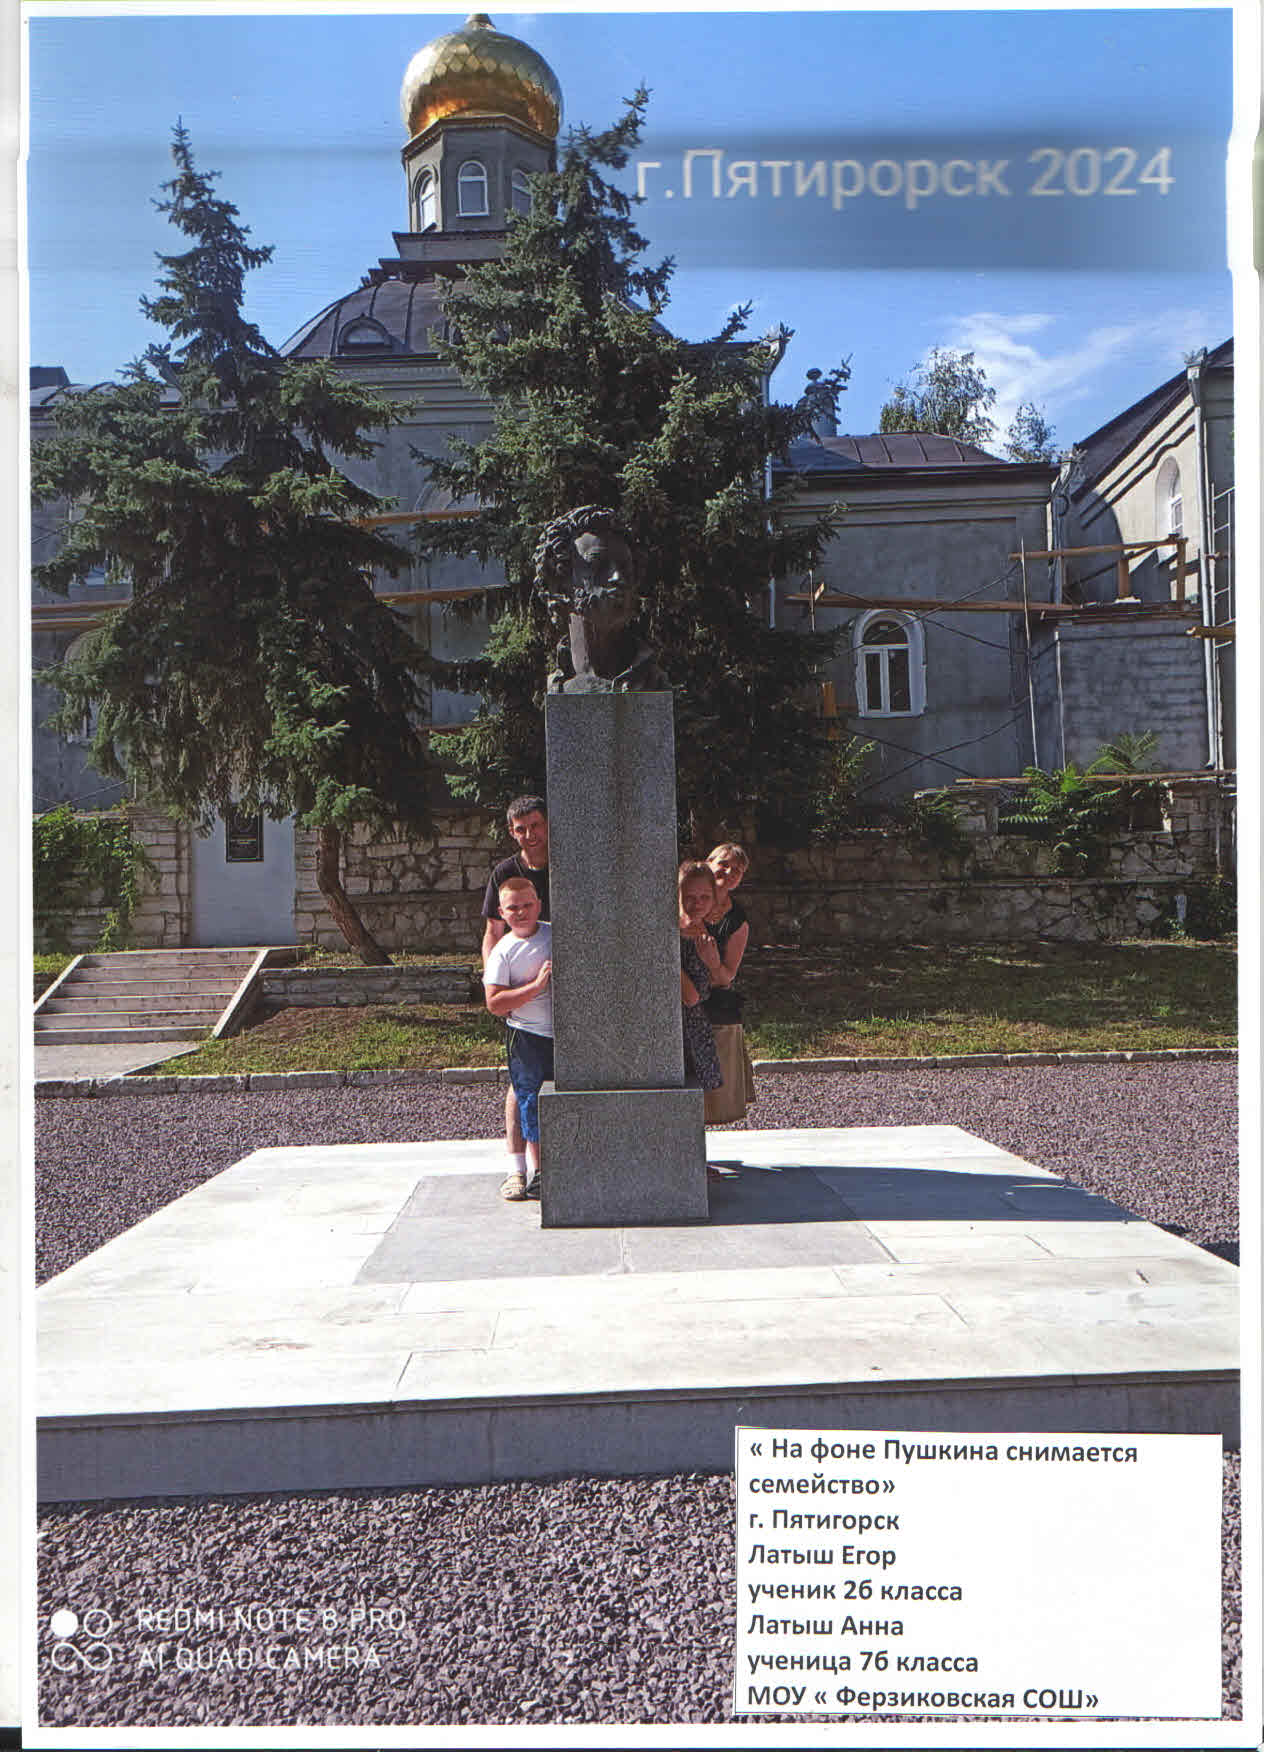 г.Пятирорск 2024
« На фоне Пушкина снимается
семейство»
г. Пятигорск
Латыш Егор
ученик 2б класса
Латыш Анна
ученица 7б класса
МОУ « Ферзиковская СОШ»
REDMI NOTE 8 PRO
AI QUAD CAMERA